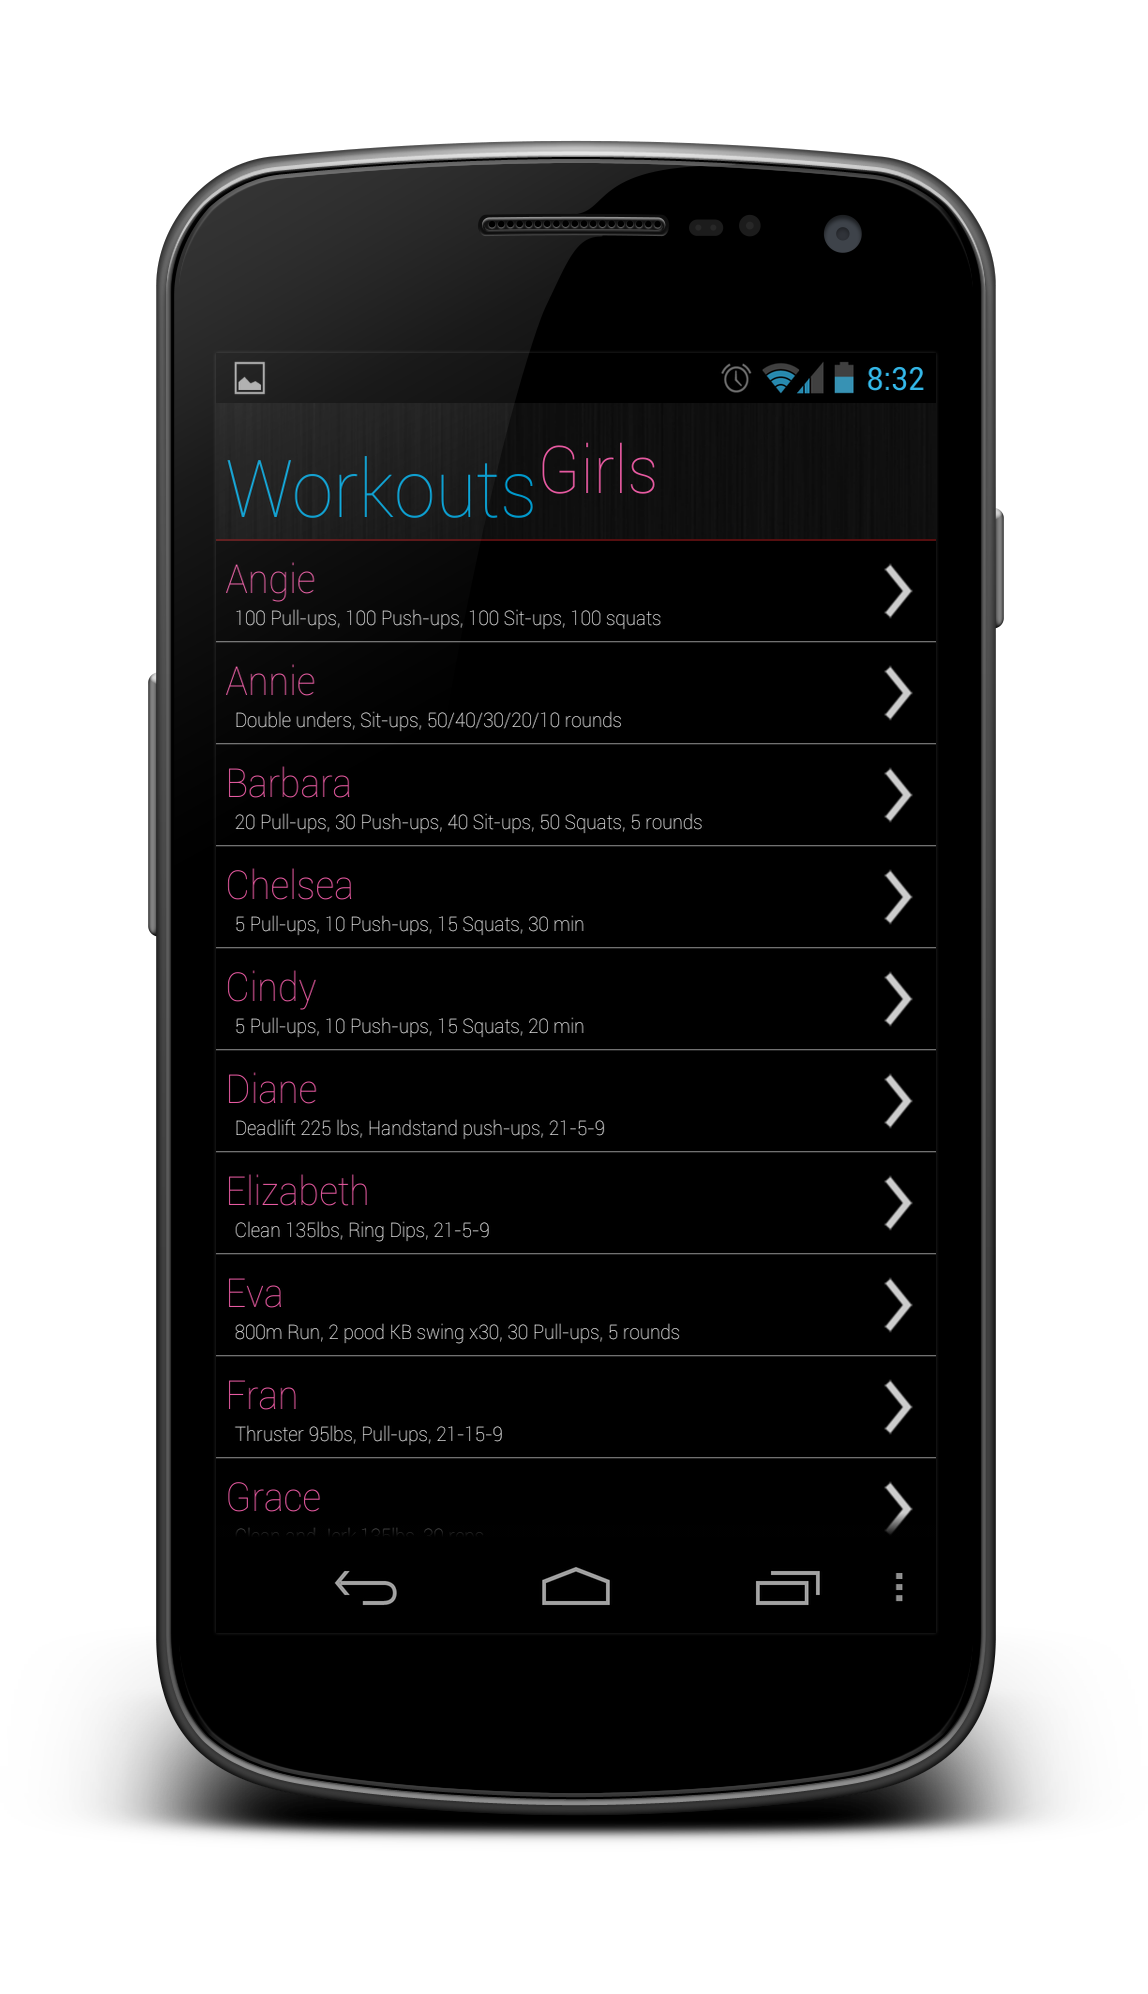 8:32
Workouts Girls
Angie
100 Pull-ups, 100 Push-ups, 100 Sit-ups, 100 squats
Annie
Double unders, Sit-ups, 50/40/30/20/10 rounds
Barbara
20 Pull-ups, 30 Push-ups, 40 Sit-ups, 50 Squats, 5 rounds
Chelsea
5 Pull-ups, 10 Push-ups, 15 Squats, 30 min
Cindy
5 Pull-ups, 10 Push-ups, 15 Squats, 20 min
Diane
Deadlift 225 lbs, Handstand push-ups, 21-5-9
Elizabeth
Clean 135lbs, Ring Dips, 21-5-9
Eva
800m Run, 2 pood KB swing x30, 30 Pull-ups, 5 rounds
Fran
Thruster 95lbs, Pull-ups, 21-15-9
Grace